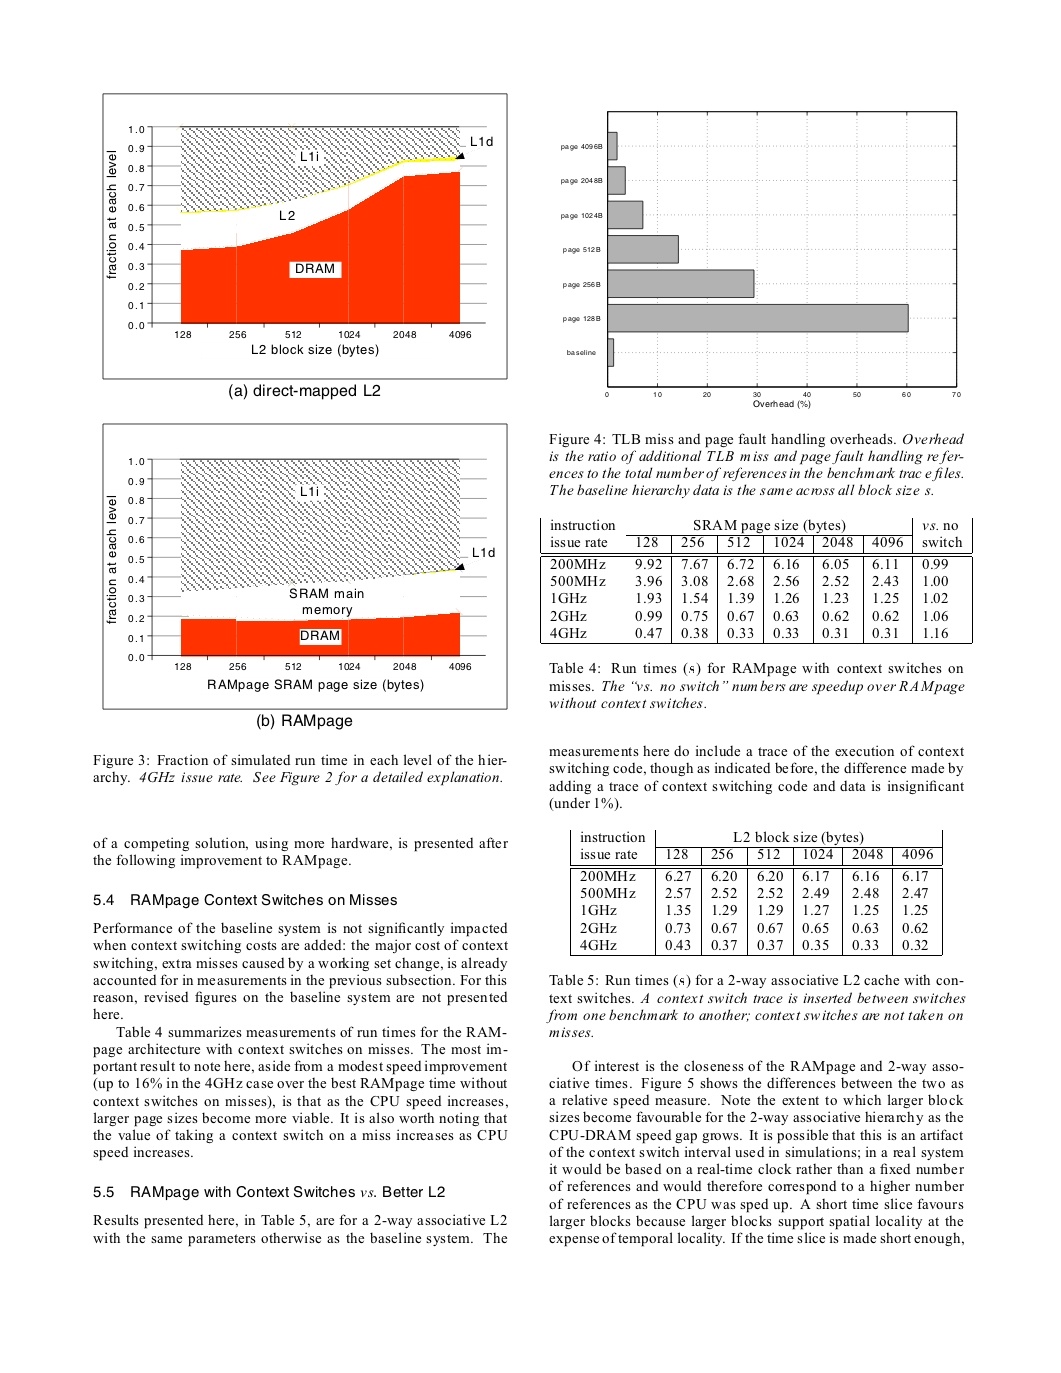 1.0
0.9
0.8
0.7
0.6
0.5
0.4
0.3
0.2
0.1
0.0
fraction at each level
L1i
L1d
L2
DRAM
128 256 512 1024 2048 4096
L2 block size (bytes)
(a) direct-mapped L2
1.0
0.9
0.8
0.7
0.6
0.5
0.4
0.3
0.2
0.1
0.0
fraction at each level
L1i
L1d
SRAM main
memory
DRAM
128 256 512 1024 2048 4096
RAMpage SRAM page size (bytes)
(b) RAMpage
Figure 3: Fraction of simulated run time in each level of the hier-
archy. 4GHz issue rate. See Figure 2 for a detailed explanation.
of a competing solution, using more hardware, is presented after
the following improvement to RAMpage.
5.4 RAMpage Context Switches on Misses
Performance of the baseline system is not significantly impacted
when context switching costs are added: the major cost of context
switching, extra misses caused by a working set change, is already
accounted for in measurements in the previous subsection. For this
reason, revised figures on the baseline system are not presented
here.
Table 4 summarizes measurements of run times for the RAM-
page architecture with context switches on misses. The most im-
portant result to note here, aside from a modest speed improvement
(up to 16% in the 4GHz case over the best RAMpage time without
context switches on misses), is that as the CPU speed increases,
larger page sizes become more viable. It is also worth noting that
the value of taking a context switch on a miss increases as CPU
speed increases.
5.5 RAMpage with Context Switches vs. Better L2
Results presented here, in Table 5, are for a 2-way associative L2
with the same parameters otherwise as the baseline system. The
page 4096B
page 2048B
page 1024B
page 512B
page 256B
page 128B
baseline
0 10 20 30 40 50 60 70
Overhead (%)
Figure 4: TLB miss and page fault handling overheads. Overhead
is the ratio of additional TLB miss and page fault handling refer-
ences to the total number of references in the benchmark trace files.
The baseline hierarchy data is the same across all block sizes.
instruction SRAM page size (bytes) vs. no
issue rate 128 256 512 1024 2048 4096 switch
200MHz 9.92 7.67 6.72 6.16 6.05 6.11 0.99
500MHz 3.96 3.08 2.68 2.56 2.52 2.43 1.00
1GHz 1.93 1.54 1.39 1.26 1.23 1.25 1.02
2GHz 0.99 0.75 0.67 0.63 0.62 0.62 1.06
4GHz 0.47 0.38 0.33 0.33 0.31 0.31 1.16
Table 4: Run times (s) for RAMpage with context switches on
misses. The “vs. no switch” numbers are speedup over RAMpage
without context switches.
measurements here do include a trace of the execution of context
switching code, though as indicated before, the difference made by
adding a trace of context switching code and data is insignificant
(under 1%).
instruction L2 block size (bytes)
issue rate 128 256 512 1024 2048 4096
200MHz 6.27 6.20 6.20 6.17 6.16 6.17
500MHz 2.57 2.52 2.52 2.49 2.48 2.47
1GHz 1.35 1.29 1.29 1.27 1.25 1.25
2GHz 0.73 0.67 0.67 0.65 0.63 0.62
4GHz 0.43 0.37 0.37 0.35 0.33 0.32
Table 5: Run times (s) for a 2-way associative L2 cache with con-
text switches. A context switch trace is inserted between switches
from one benchmark to another; context switches are not taken on
misses.
Of interest is the closeness of the RAMpage and 2-way asso-
ciative times. Figure 5 shows the differences between the two as
a relative speed measure. Note the extent to which larger block
sizes become favourable for the 2-way associative hierarchy as the
CPU-DRAM speed gap grows. It is possible that this is an artifact
of the context switch interval used in simulations; in a real system
it would be based on a real-time clock rather than a fixed number
of references and would therefore correspond to a higher number
of references as the CPU was sped up. A short time slice favours
larger blocks because larger blocks support spatial locality at the
expense of temporal locality. If the time slice is made short enough,